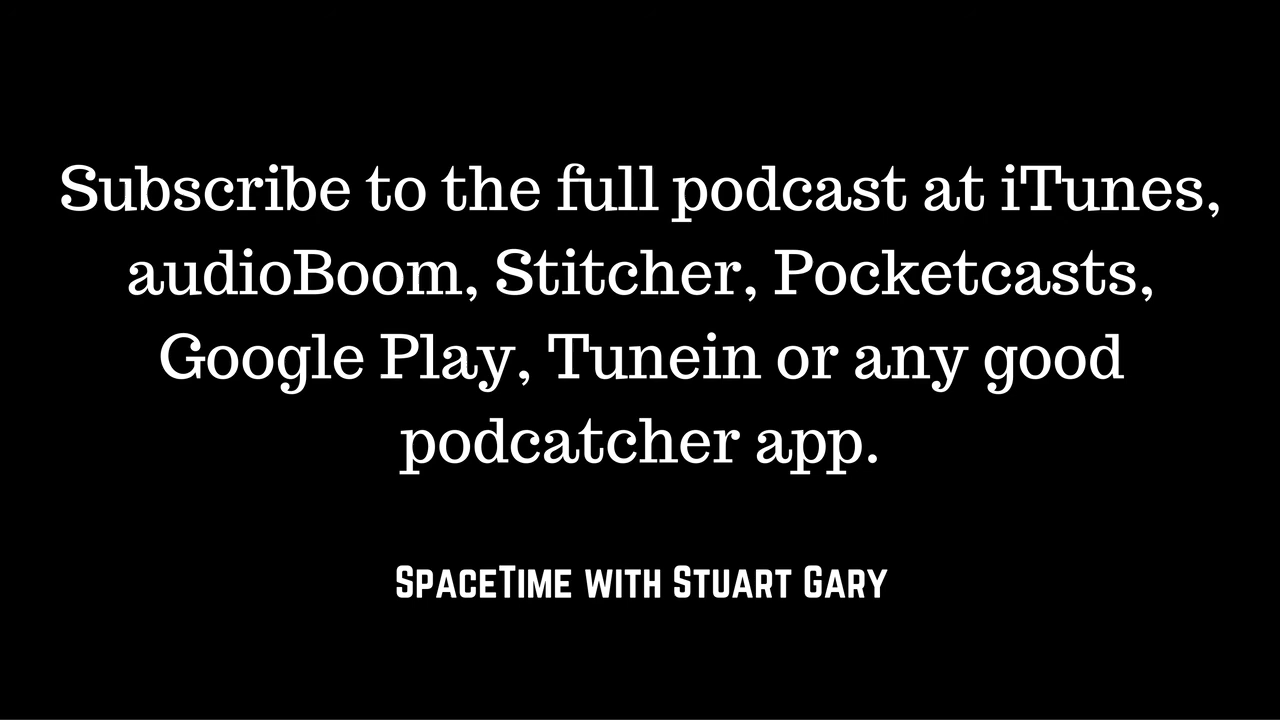 Subscribe to the full podcast at iTunes,
audioBoom, Stitcher, Pocketcasts,
Google Play, Tunein or any good
podcatcher app.
SpaceTime with Stuart Gary